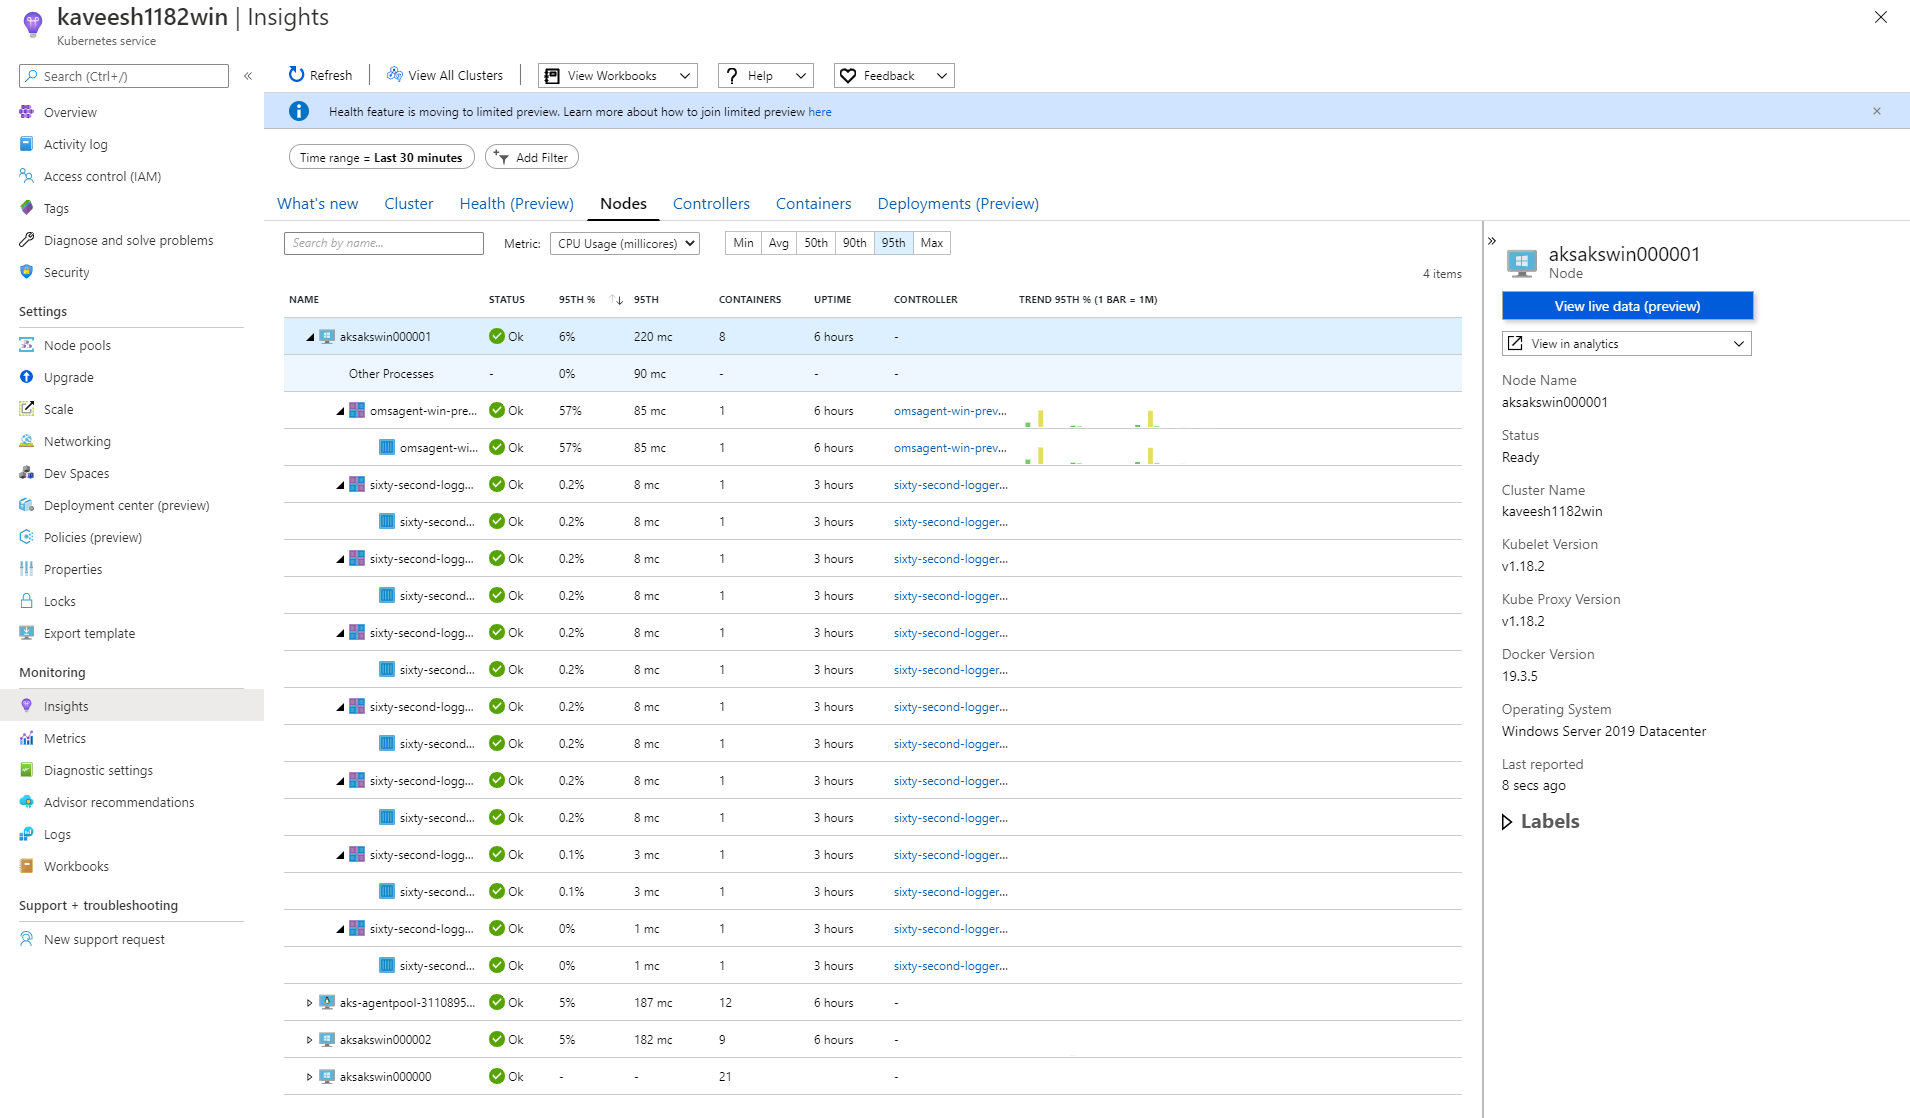 kaveesh1182win | Insights
Kubernetes service
Search (Ctrl+/)
«
Overview
Activity log
Access control (IAM)
Tags
Diagnose and solve problems
Security
Settings
Node pools
Upgrade
Scale
Networking
Dev Spaces
Deployment center (preview)
Policies (preview)
Properties
Locks
Export template
Monitoring
Insights
Metrics
Diagnostic settings
Advisor recommendations
Logs
Workbooks
Support + troubleshooting
New support request
Refresh View All Clusters View Workbooks Help Feedback
Health feature is moving to limited preview. Learn more about how to join limited preview here
Time range = Last 30 minutes Add Filter
What's new Cluster Health (Preview) Nodes Controllers Containers Deployments (Preview)
Search by name... Metric: CPU Usage (millicores) Min Avg 50th 90th 95th Max
4 items
NAME STATUS 95TH % 95TH CONTAINERS UPTIME CONTROLLER TREND 95TH % (1 BAR = 1M)
aksakswin000001 Ok 6% 220 mc 8 6 hours -
Other Processes - 0% 90 mc - - -
omsagent-win-pre... Ok 57% 85 mc 1 6 hours omsagent-win-prev...
omsagent-wi... Ok 57% 85 mc 1 6 hours omsagent-win-prev...
sixty-second-logg... Ok 0.2% 8 mc 1 3 hours sixty-second-logger...
sixty-second... Ok 0.2% 8 mc 1 3 hours sixty-second-logger...
sixty-second-logg... Ok 0.2% 8 mc 1 3 hours sixty-second-logger...
sixty-second... Ok 0.2% 8 mc 1 3 hours sixty-second-logger...
sixty-second-logg... Ok 0.2% 8 mc 1 3 hours sixty-second-logger...
sixty-second... Ok 0.2% 8 mc 1 3 hours sixty-second-logger...
sixty-second-logg... Ok 0.2% 8 mc 1 3 hours sixty-second-logger...
sixty-second... Ok 0.2% 8 mc 1 3 hours sixty-second-logger...
sixty-second-logg... Ok 0.2% 8 mc 1 3 hours sixty-second-logger...
sixty-second... Ok 0.2% 8 mc 1 3 hours sixty-second-logger...
sixty-second-logg... Ok 0.1% 3 mc 1 3 hours sixty-second-logger...
sixty-second... Ok 0.1% 3 mc 1 3 hours sixty-second-logger...
sixty-second-logg... Ok 0% 1 mc 1 3 hours sixty-second-logger...
sixty-second... Ok 0% 1 mc 1 3 hours sixty-second-logger...
aks-agentpool-3110895... Ok 5% 187 mc 12 6 hours -
aksakswin000002 Ok 5% 182 mc 9 6 hours -
aksakswin000000 Ok - - 21 -
»
aksakswin000001
Node
View live data (preview)
View in analytics
Node Name
aksakswin000001
Status
Ready
Cluster Name
kaveesh1182win
Kubelet Version
v1.18.2
Kube Proxy Version
v1.18.2
Docker Version
19.3.5
Operating System
Windows Server 2019 Datacenter
Last reported
8 secs ago
Labels